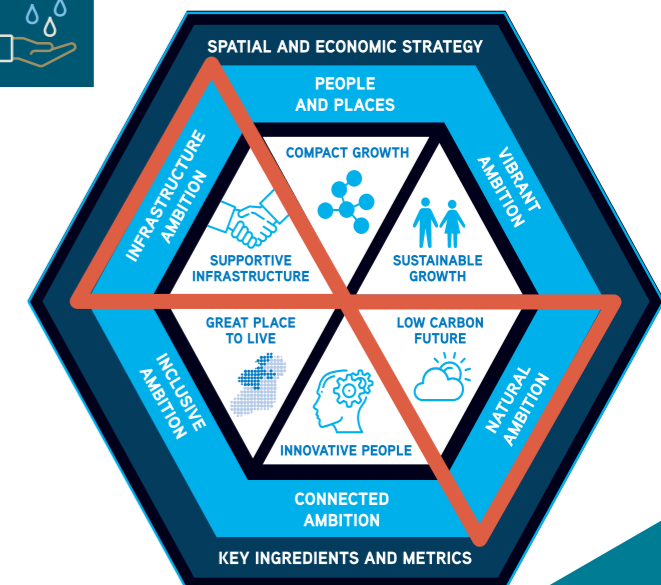 SPATIAL AND ECONOMIC STRATEGY
PEOPLE
AND PLACES
INFRASTRUCTURE
AMBITION
VIBRANT
AMBITION
COMPACT GROWTH
SUPPORTIVE
INFRASTRUCTURE
SUSTAINABLE
GROWTH
GREAT PLACE
TO LIVE
LOW CARBON
FUTURE
INCLUSIVE
AMBITION
NATURAL
AMBITION
INNOVATIVE PEOPLE
CONNECTED
AMBITION
KEY INGREDIENTS AND METRICS